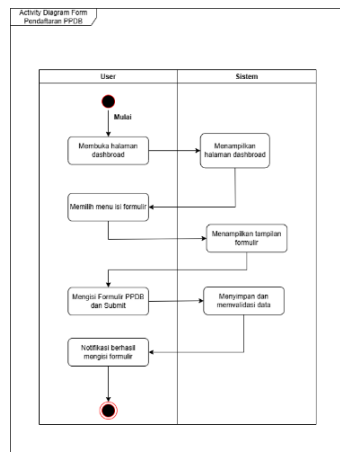 Activity Diagram Form
Pendaftaran PPDB
User
Sistem
Mulai
Membuka halaman
dashbroad
Menampilkan
halaman dashbroad
Memilih menu isi formulir
Menampilkan tampilan
formulir
Mengisi Formulir PPDB
dan Submit
Menyimpan dan
memvalidasi data
Notifikasi berhasil
mengisi formulir